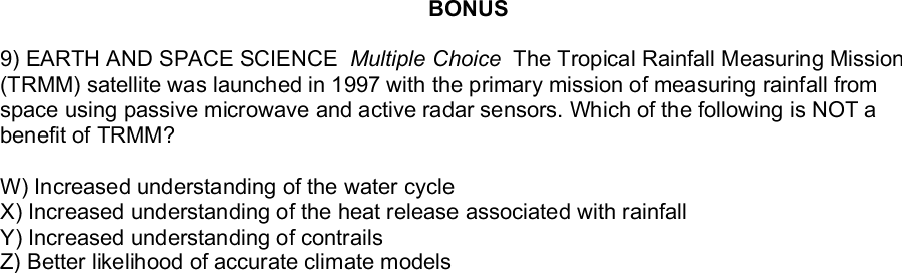 BONUS
9) EARTH AND SPACE SCIENCE Multiple Choice The Tropical Rainfall Measuring Mission
(TRMM) satellite was launched in 1997 with the primary mission of measuring rainfall from
space using passive microwave and active radar sensors. Which of the following is NOT a
benefit of TRMM?
W) Increased understanding of the water cycle
X) Increased understanding of the heat release associated with rainfall
Y) Increased understanding of contrails
Z) Better likelihood of accurate climate models